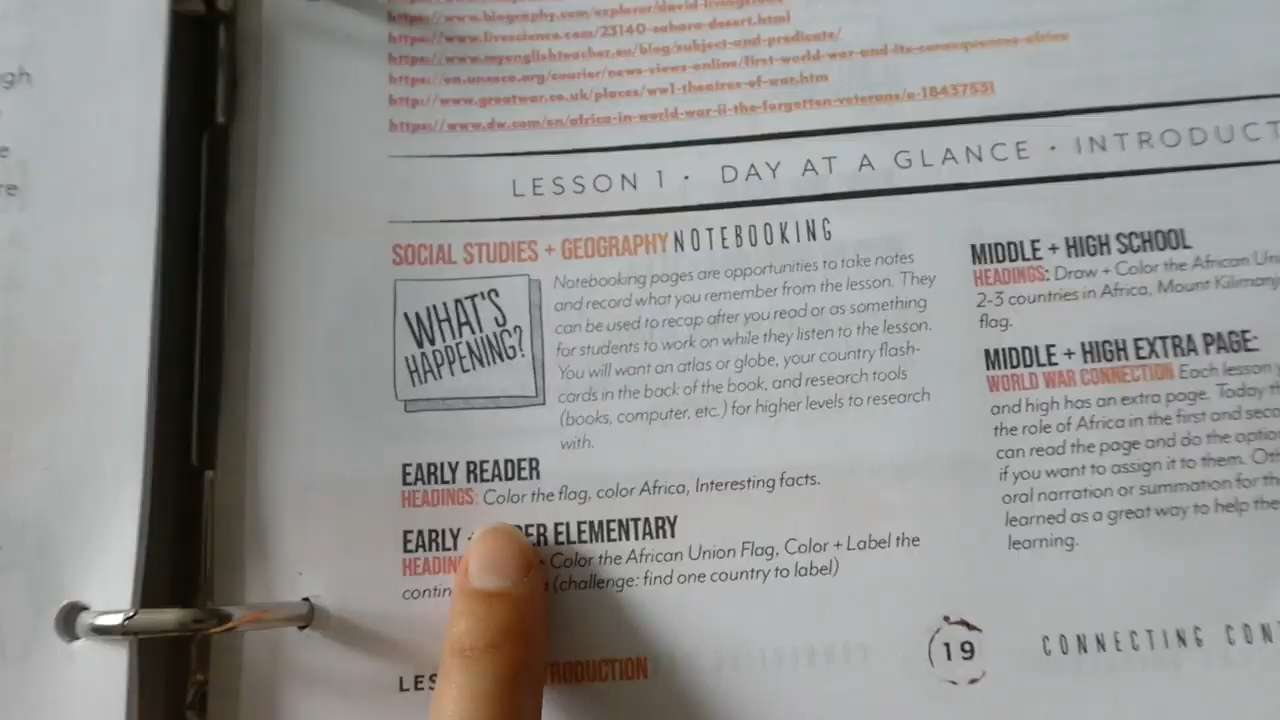 gh
e
re
https://www.biography.com/explorer/david-livingstone
https://www.livescience.com/23140-sahara-desert.html
https://www.myenglishteacher.eu/blog/subject-and-predicate/
https://en.unesco.org/courier/news-views-online/first-world-war-and-its-consequences-africa
http://www.greatwar.co.uk/places/ww1-theatres-of-war.htm
https://www.dw.com/en/africa-in-world-war-ii-the-forgotten-veterans/a-18437531
LESSON 1 · DAY AT A GLANCE · INTRODUCT
SOCIAL STUDIES + GEOGRAPHY NOTEBOOKING
WHAT'S
HAPPENING?
Notebooking pages are opportunities to take notes
and record what you remember from the lesson. They
can be used to recap after you read or as something
for students to work on while they listen to the lesson.
You will want an atlas or globe, your country flash-
cards in the back of the book, and research tools
(books, computer, etc.) for higher levels to research
with.
EARLY READER
HEADINGS: Color the flag, color Africa, Interesting facts.
EARLY ER ELEMENTARY
HEADIN Color the African Union Flag, Color + Label the
contin (challenge: find one country to label)
MIDDLE + HIGH SCHOOL
HEADINGS: Draw + Color the African Uni
2-3 countries in Africa, Mount Kilimanj
flag.
MIDDLE + HIGH EXTRA PAGE:
WORLD WAR CONNECTION Each lesson
and high has an extra page. Today
the role of Africa in the first and seco
can read the page and do the option
if you want to assign it to them. Oth
oral narration or summation for th
learned as a great way to help the
learning.
LES RODUCTION
19
CONNECTING CON